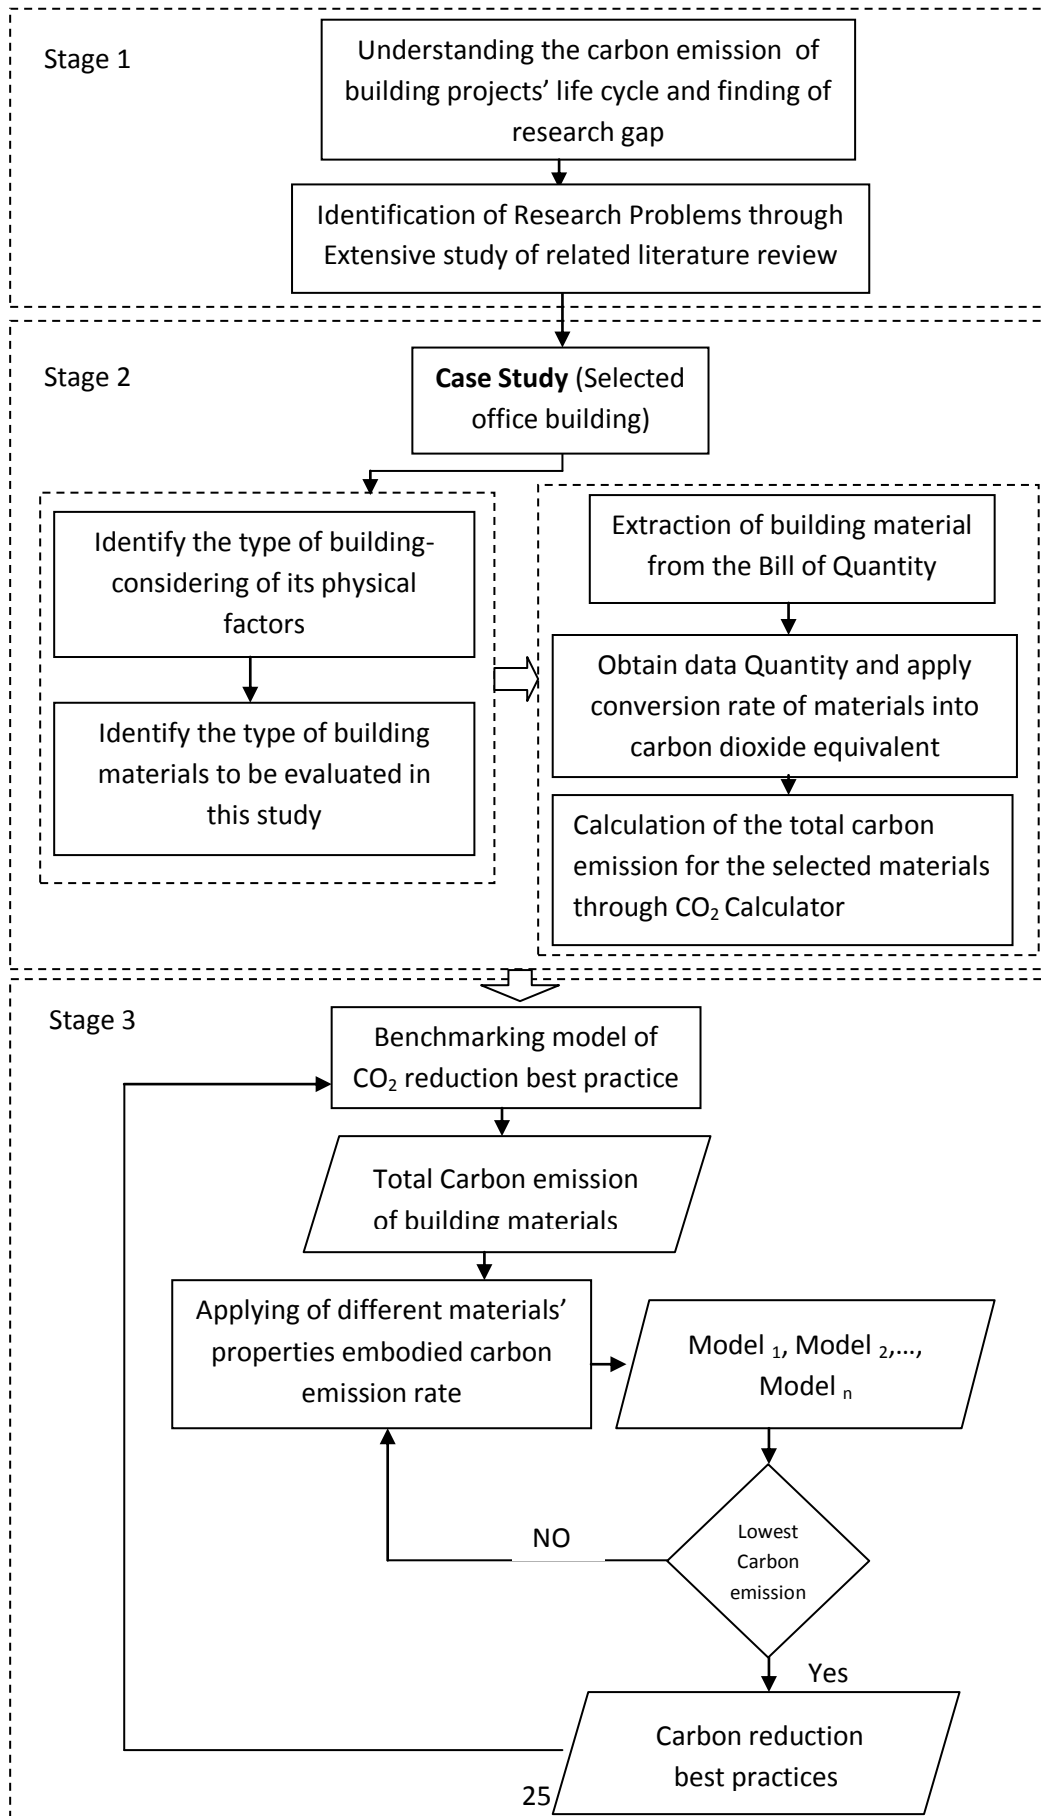 Stage 1
Understanding the carbon emission of
building projects’ life cycle and finding of
research gap
Identification of Research Problems through
Extensive study of related literature review
Stage 2
Case Study (Selected
office building)
Identify the type of building-
considering of its physical
factors
Identify the type of building
materials to be evaluated in
this study
Extraction of building material
from the Bill of Quantity
Obtain data Quantity and apply
conversion rate of materials into
carbon dioxide equivalent
Calculation of the total carbon
emission for the selected materials
through CO₂ Calculator
Stage 3
Benchmarking model of
CO₂ reduction best practice
Total Carbon emission
of building materials
Applying of different materials’
properties embodied carbon
emission rate
Model ₁, Model ₂,...,
Model ₙ
Lowest
Carbon
emission
NO
Yes
Carbon reduction
best practices
25